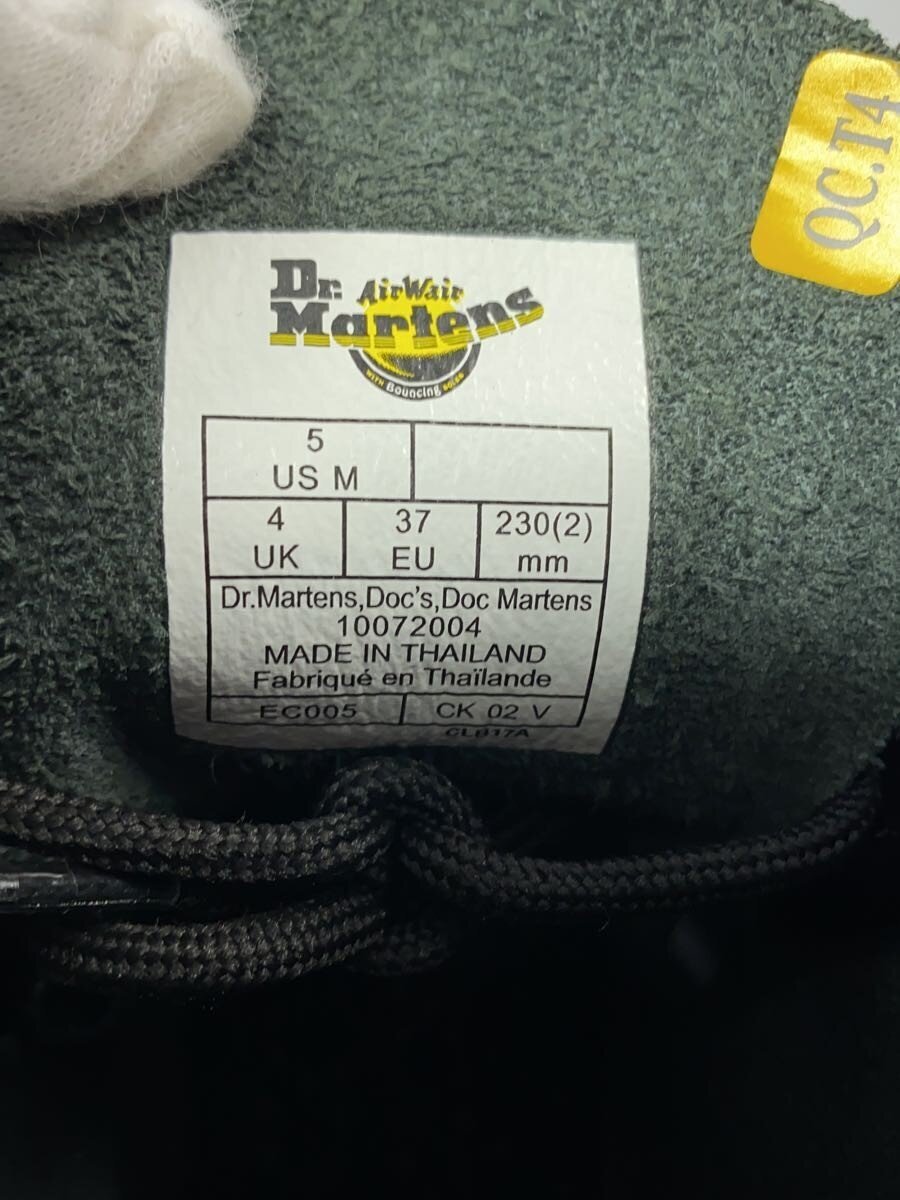 QC.T4
Dr. AirWair
Martens
WITH Bouncing SOLES
5
US M
4 37 230(2)
UK EU mm
Dr.Martens,Doc's,Doc Martens
10072004
MADE IN THAILAND
Fabriqué en Thaïlande
EC005 CK 02 V
CLB17A